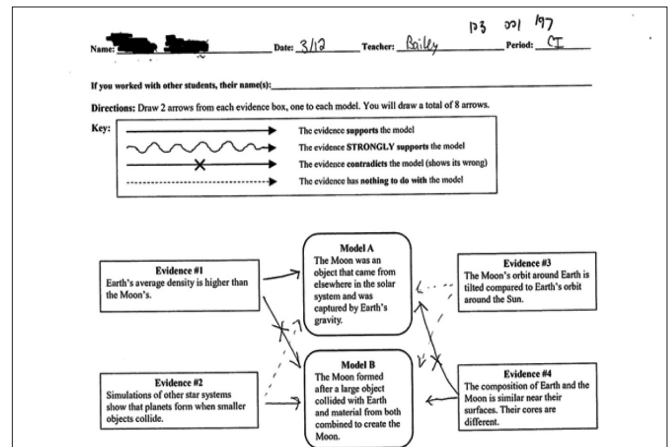 123 001 197
Name: Date: 3/12 Teacher: Bailey Period: CI
If you worked with other students, their name(s):
Directions: Draw 2 arrows from each evidence box, one to each model. You will draw a total of 8 arrows.
Key:
The evidence supports the model
The evidence STRONGLY supports the model
The evidence contradicts the model (shows its wrong)
The evidence has nothing to do with the model
Evidence #1
Earth's average density is higher than
the Moon's.
Model A
The Moon was an
object that came from
elsewhere in the solar
system and was
captured by Earth's
gravity.
Evidence #3
The Moon's orbit around Earth is
tilted compared to Earth's orbit
around the Sun.
Evidence #2
Simulations of other star systems
show that planets form when smaller
objects collide.
Model B
The Moon formed
after a large object
collided with Earth
and material from both
combined to create the
Moon.
Evidence #4
The composition of Earth and the
Moon is similar near their
surfaces. Their cores are
different.